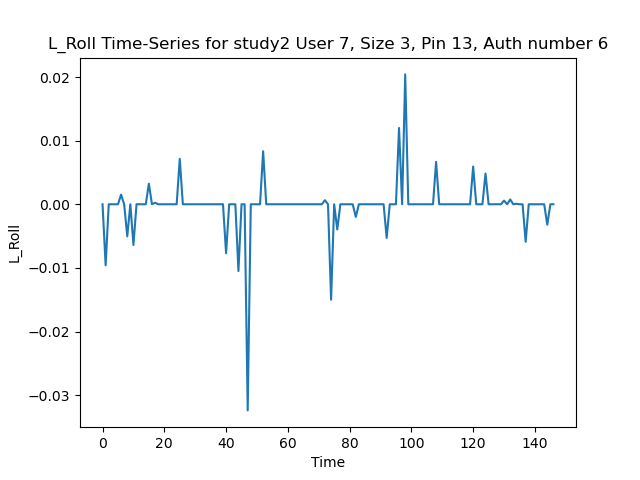 L_Roll Time-Series for study2 User 7, Size 3, Pin 13, Auth number 6
0.02
0.01
0.00
−0.01
−0.02
−0.03
L_Roll
0 20 40 60 80 100 120 140
Time